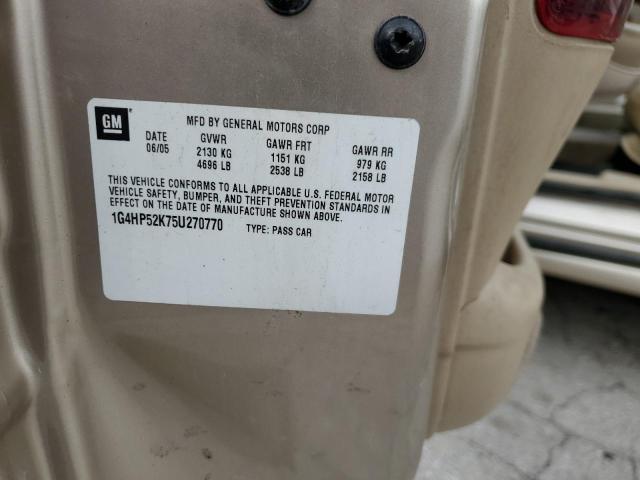 GM
MFD BY GENERAL MOTORS CORP
DATE GVWR GAWR FRT GAWR RR
06/05 2130 KG 1151 KG 979 KG
4696 LB 2538 LB 2158 LB
THIS VEHICLE CONFORMS TO ALL APPLICABLE U.S. FEDERAL MOTOR
VEHICLE SAFETY, BUMPER, AND THEFT PREVENTION STANDARDS IN
EFFECT ON THE DATE OF MANUFACTURE SHOWN ABOVE.
1G4HP52K75U270770 TYPE: PASS CAR